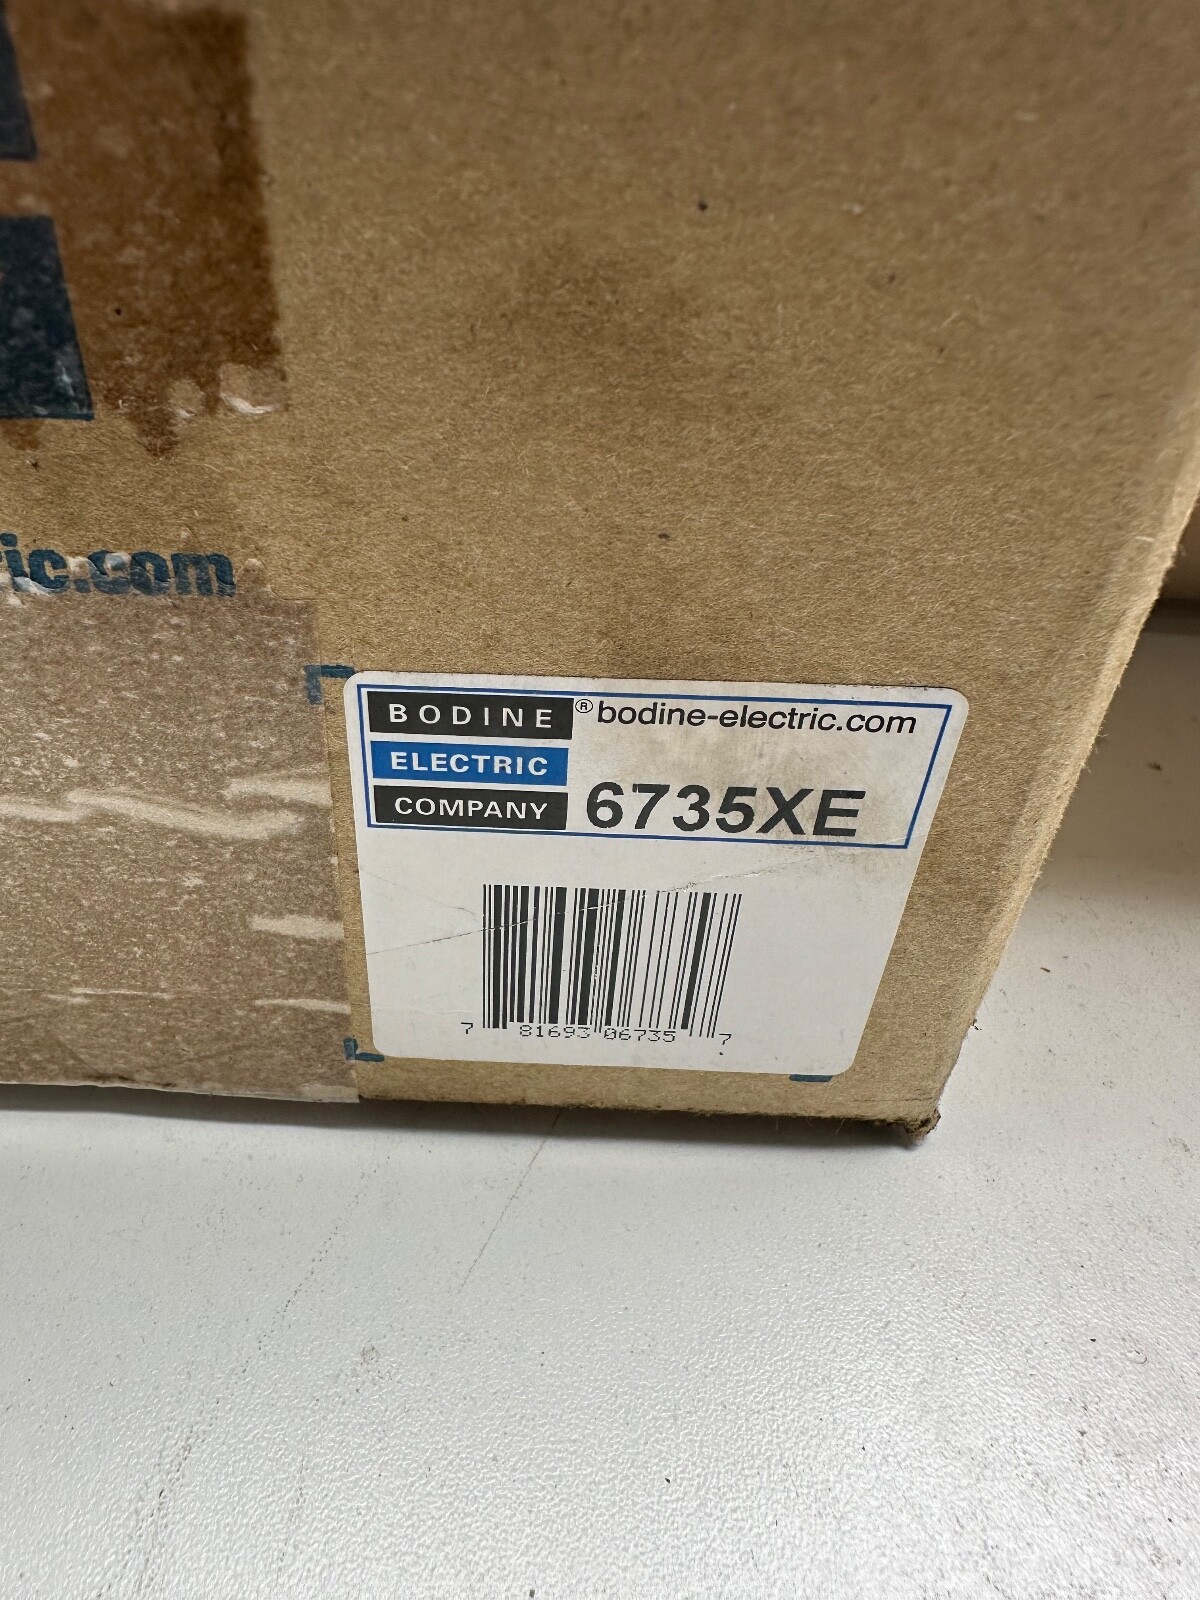 ic.com
BODINE
ELECTRIC
COMPANY
® bodine-electric.com
6735XE
7 81693 06735 7